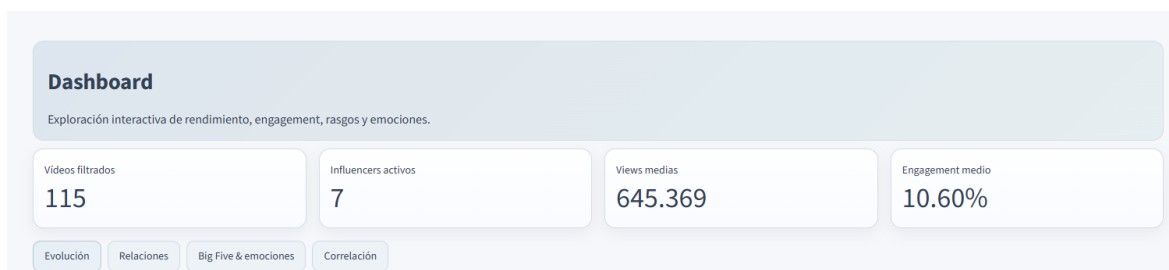 Dashboard
Exploración interactiva de rendimiento, engagement, rasgos y emociones.
Vídeos filtrados
115
Influencers activos
7
Views medias
645.369
Engagement medio
10.60%
Evolución
Relaciones
Big Five & emociones
Correlación